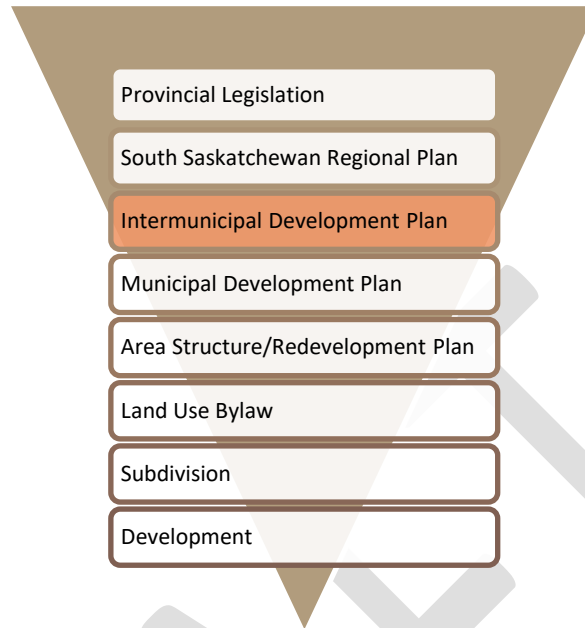 Provincial Legislation
South Saskatchewan Regional Plan
Intermunicipal Development Plan
Municipal Development Plan
Area Structure/Redevelopment Plan
Land Use Bylaw
Subdivision
Development